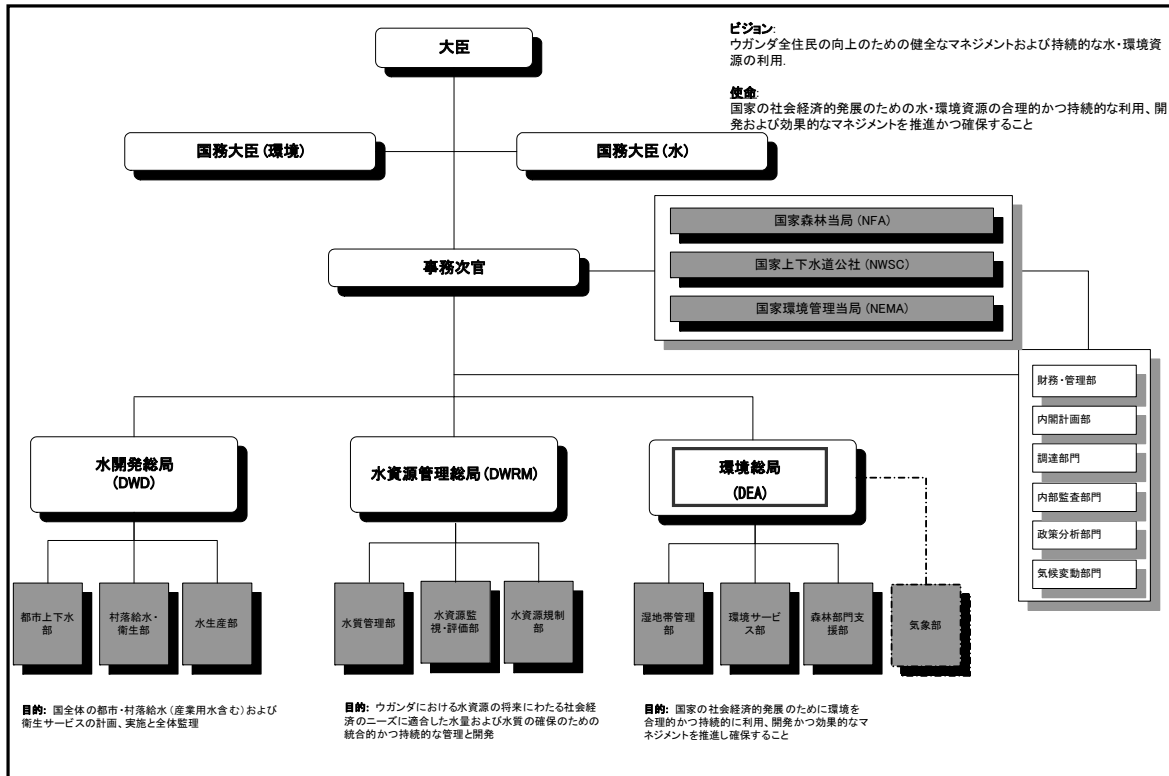 大臣
ビジョン:
ウガンダ全住民の向上のための健全なマネジメントおよび持続的な水・環境資
源の利用.
使命:
国家の社会経済的発展のための水・環境資源の合理的かつ持続的な利用、開
発および効果的なマネジメントを推進かつ確保すること
国務大臣(環境)
国務大臣(水)
事務次官
国家森林当局 (NFA)
国家上下水道公社 (NWSC)
国家環境管理当局 (NEMA)
財務・管理部
内閣計画部
調達部門
内部監査部門
政策分析部門
気候変動部門
水開発総局
(DWD)
水資源管理総局 (DWRM)
環境総局
(DEA)
都市上下水
部
村落給水・
衛生部
水生産部
水質管理部
水資源監
視・評価部
水資源規制
部
湿地帯管理
部
環境サービ
ス部
森林部門支
援部
気象部
目的: 国全体の都市・村落給水(産業用水含む)および
衛生サービスの計画、実施と全体監理
目的: ウガンダにおける水資源の将来にわたる社会経
済のニーズに適合した水量および水質の確保のための
統合的かつ持続的な管理と開発
目的: 国家の社会経済的発展のために環境を
合理的かつ持続的に利用、開発かつ効果的なマ
ネジメントを推進し確保すること